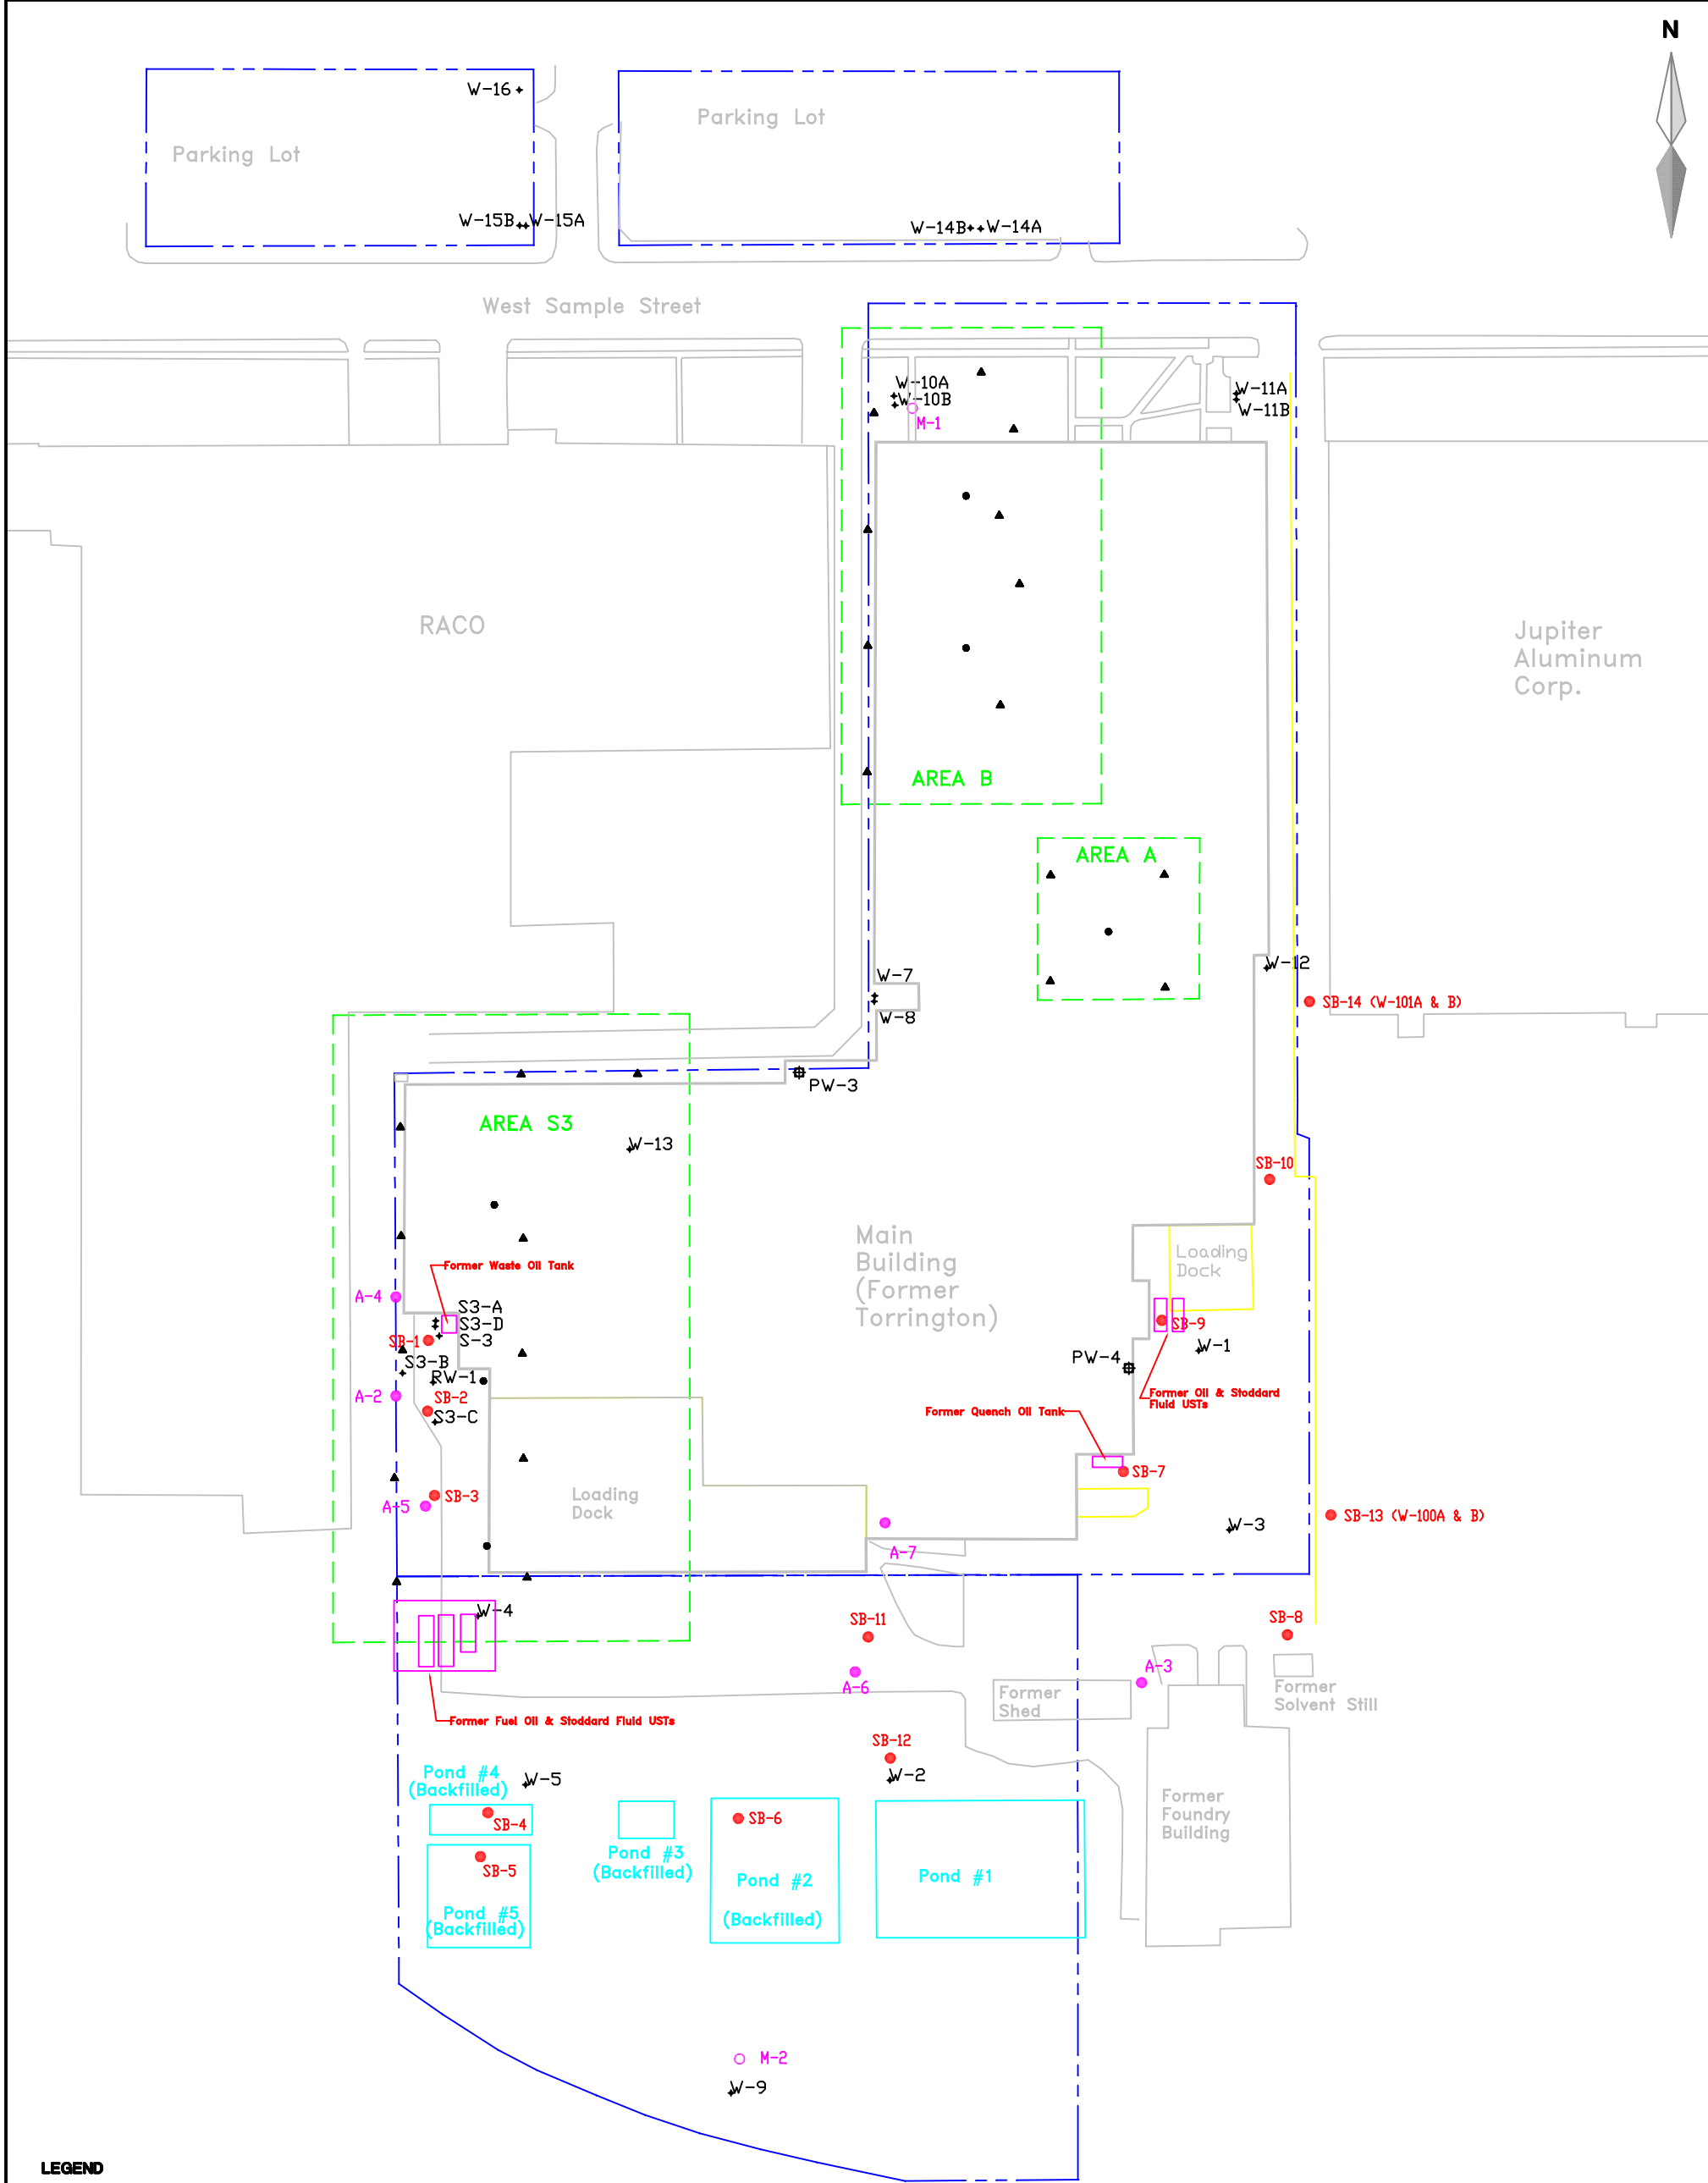 N
W-16
Parking Lot
Parking Lot
W-15B
W-15A
W-14B
W-14A
West Sample Street
W-10A
W-10B
M-1
W-11A
W-11B
RACO
Jupiter
Aluminum
Corp.
AREA B
AREA A
W-7
W-8
W-12
SB-14 (W-101A & B)
PW-3
AREA S3
W-13
SB-10
Main
Building
(Former
Torrington)
Loading
Dock
Former Waste Oil Tank
A-4
S3-A
S3-D
S-3
SB-1
S3-B
RW-1
A-2
SB-2
S3-C
SB-9
W-1
PW-4
Former Oil & Stoddard
Fluid USTs
Former Quench Oil Tank
SB-7
A-5
SB-3
Loading
Dock
SB-13 (W-100A & B)
W-3
A-7
W-4
SB-11
SB-8
A-6
A-3
Former
Shed
Former
Solvent Still
Former Fuel Oil & Stoddard Fluid USTs
SB-12
W-2
Pond #4
(Backfilled)
W-5
SB-4
SB-6
Former
Foundry
Building
Pond #3
(Backfilled)
SB-5
Pond #2
(Backfilled)
Pond #1
Pond #5
(Backfilled)
M-2
W-9
LEGEND